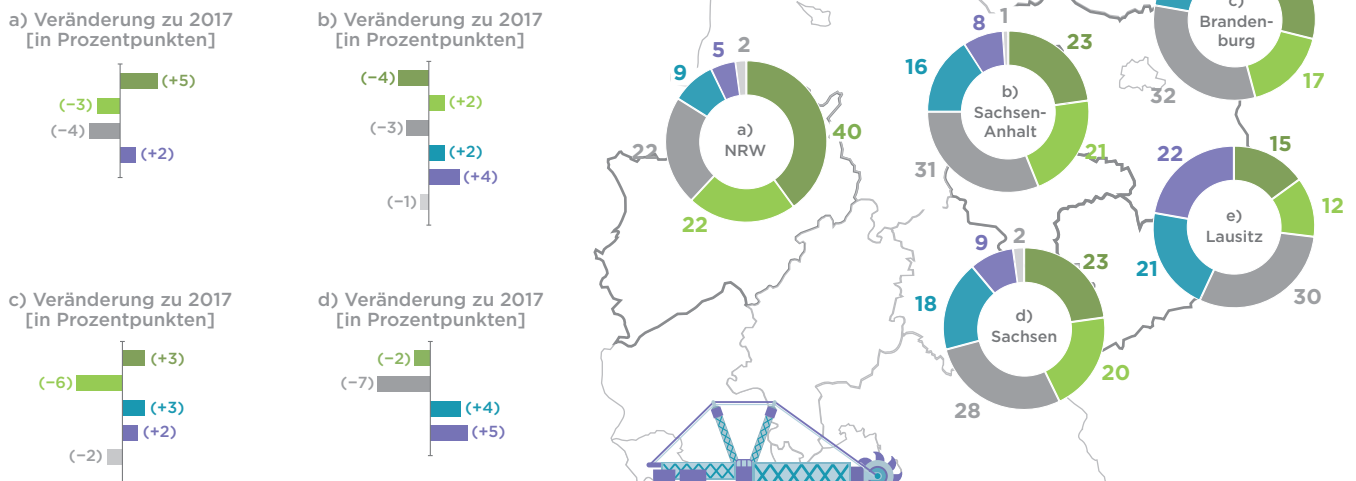 a) Veränderung zu 2017
[in Prozentpunkten]
(+5)
(−3)
(−4)
(+2)
b) Veränderung zu 2017
[in Prozentpunkten]
(−4)
(+2)
(−3)
(+2)
(+4)
(−1)
c) Veränderung zu 2017
[in Prozentpunkten]
(+3)
(−6)
(+3)
(+2)
(−2)
d) Veränderung zu 2017
[in Prozentpunkten]
(−2)
(−7)
(+4)
(+5)
a)
NRW
40
22
22
9
5
2
b)
Sachsen-
Anhalt
23
21
31
16
8
1
c)
Branden-
burg
17
32
d)
Sachsen
23
20
28
18
9
2
e)
Lausitz
15
12
30
21
22